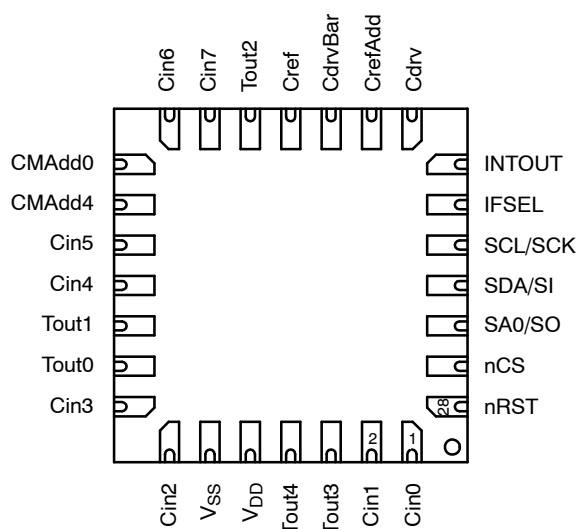 Cin6
Cin7
Tout2
Cref
CdrvBar
CrefAdd
Cdrv
CMAdd0
CMAdd4
Cin5
Cin4
Tout1
Tout0
Cin3
INTOUT
IFSEL
SCL/SCK
SDA/SI
SA0/SO
nCS
nRST
28
2
1
Cin2
VSS
VDD
Tout4
Tout3
Cin1
Cin0